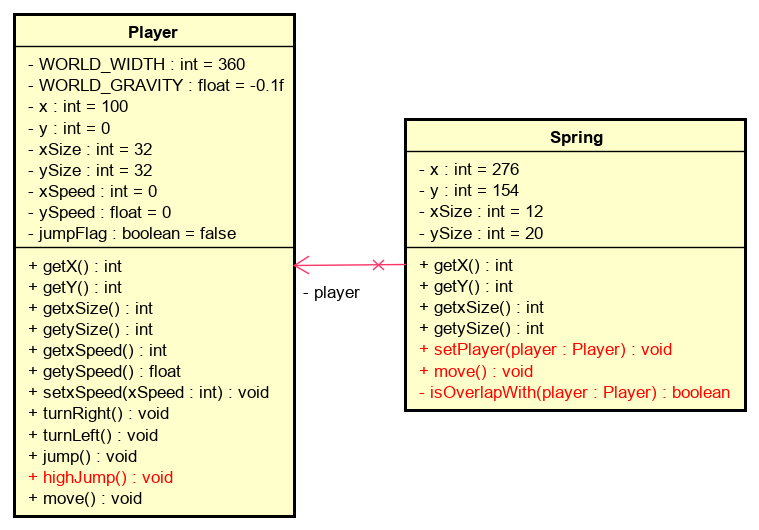 Player
- WORLD_WIDTH : int = 360
- WORLD_GRAVITY : float = -0.1f
- x : int = 100
- y : int = 0
- xSize : int = 32
- ySize : int = 32
- xSpeed : int = 0
- ySpeed : float = 0
- jumpFlag : boolean = false
+ getX() : int
+ getY() : int
+ getxSize() : int
+ getySize() : int
+ getxSpeed() : int
+ getySpeed() : float
+ setxSpeed(xSpeed : int) : void
+ turnRight() : void
+ turnLeft() : void
+ jump() : void
+ highJump() : void
+ move() : void
- player
Spring
- x : int = 276
- y : int = 154
- xSize : int = 12
- ySize : int = 20
+ getX() : int
+ getY() : int
+ getxSize() : int
+ getySize() : int
+ setPlayer(player : Player) : void
+ move() : void
- isOverlapWith(player : Player) : boolean